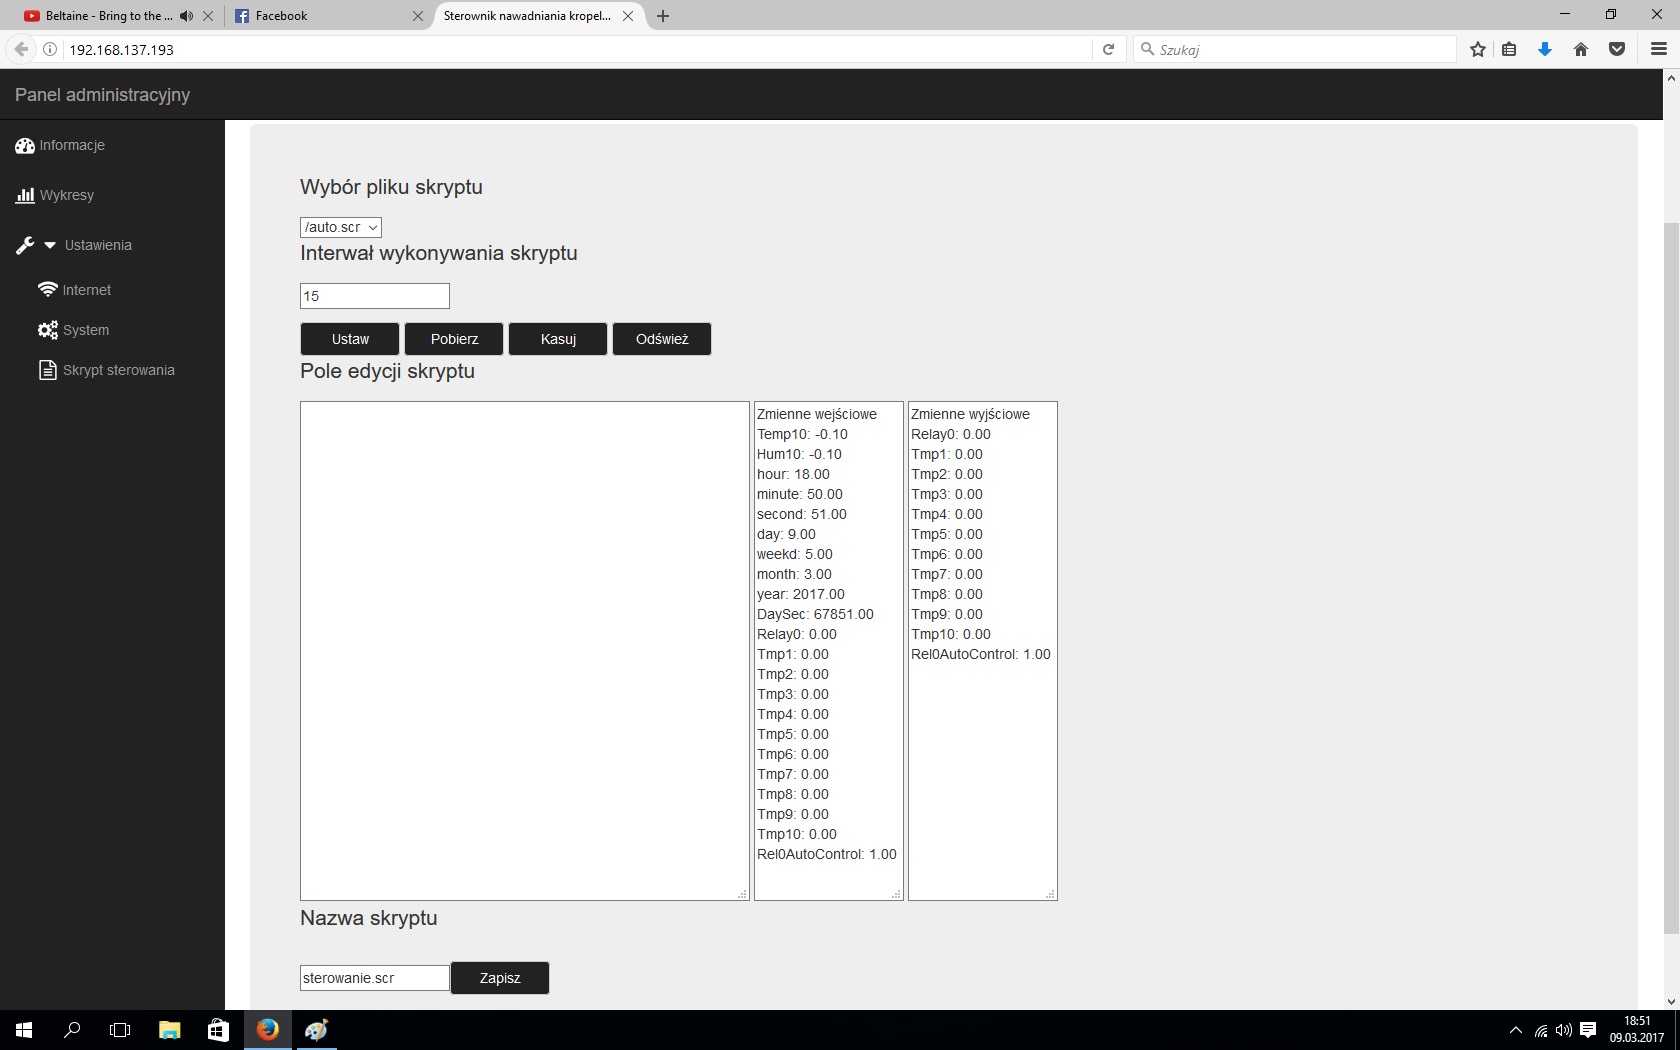 Beltaine - Bring to the ...
Facebook
Sterownik nawadniania kropel...
192.168.137.193
Szukaj
Panel administracyjny
Informacje
Wykresy
Ustawienia
Internet
System
Skrypt sterowania
Wybór pliku skryptu
/auto.scr
Interwał wykonywania skryptu
15
Ustaw
Pobierz
Kasuj
Odśwież
Pole edycji skryptu
Zmienne wejściowe
Temp10: -0.10
Hum10: -0.10
hour: 18.00
minute: 50.00
second: 51.00
day: 9.00
weekd: 5.00
month: 3.00
year: 2017.00
DaySec: 67851.00
Relay0: 0.00
Tmp1: 0.00
Tmp2: 0.00
Tmp3: 0.00
Tmp4: 0.00
Tmp5: 0.00
Tmp6: 0.00
Tmp7: 0.00
Tmp8: 0.00
Tmp9: 0.00
Tmp10: 0.00
Rel0AutoControl: 1.00
Zmienne wyjściowe
Relay0: 0.00
Tmp1: 0.00
Tmp2: 0.00
Tmp3: 0.00
Tmp4: 0.00
Tmp5: 0.00
Tmp6: 0.00
Tmp7: 0.00
Tmp8: 0.00
Tmp9: 0.00
Tmp10: 0.00
Rel0AutoControl: 1.00
Nazwa skryptu
sterowanie.scr
Zapisz
18:51
09.03.2017